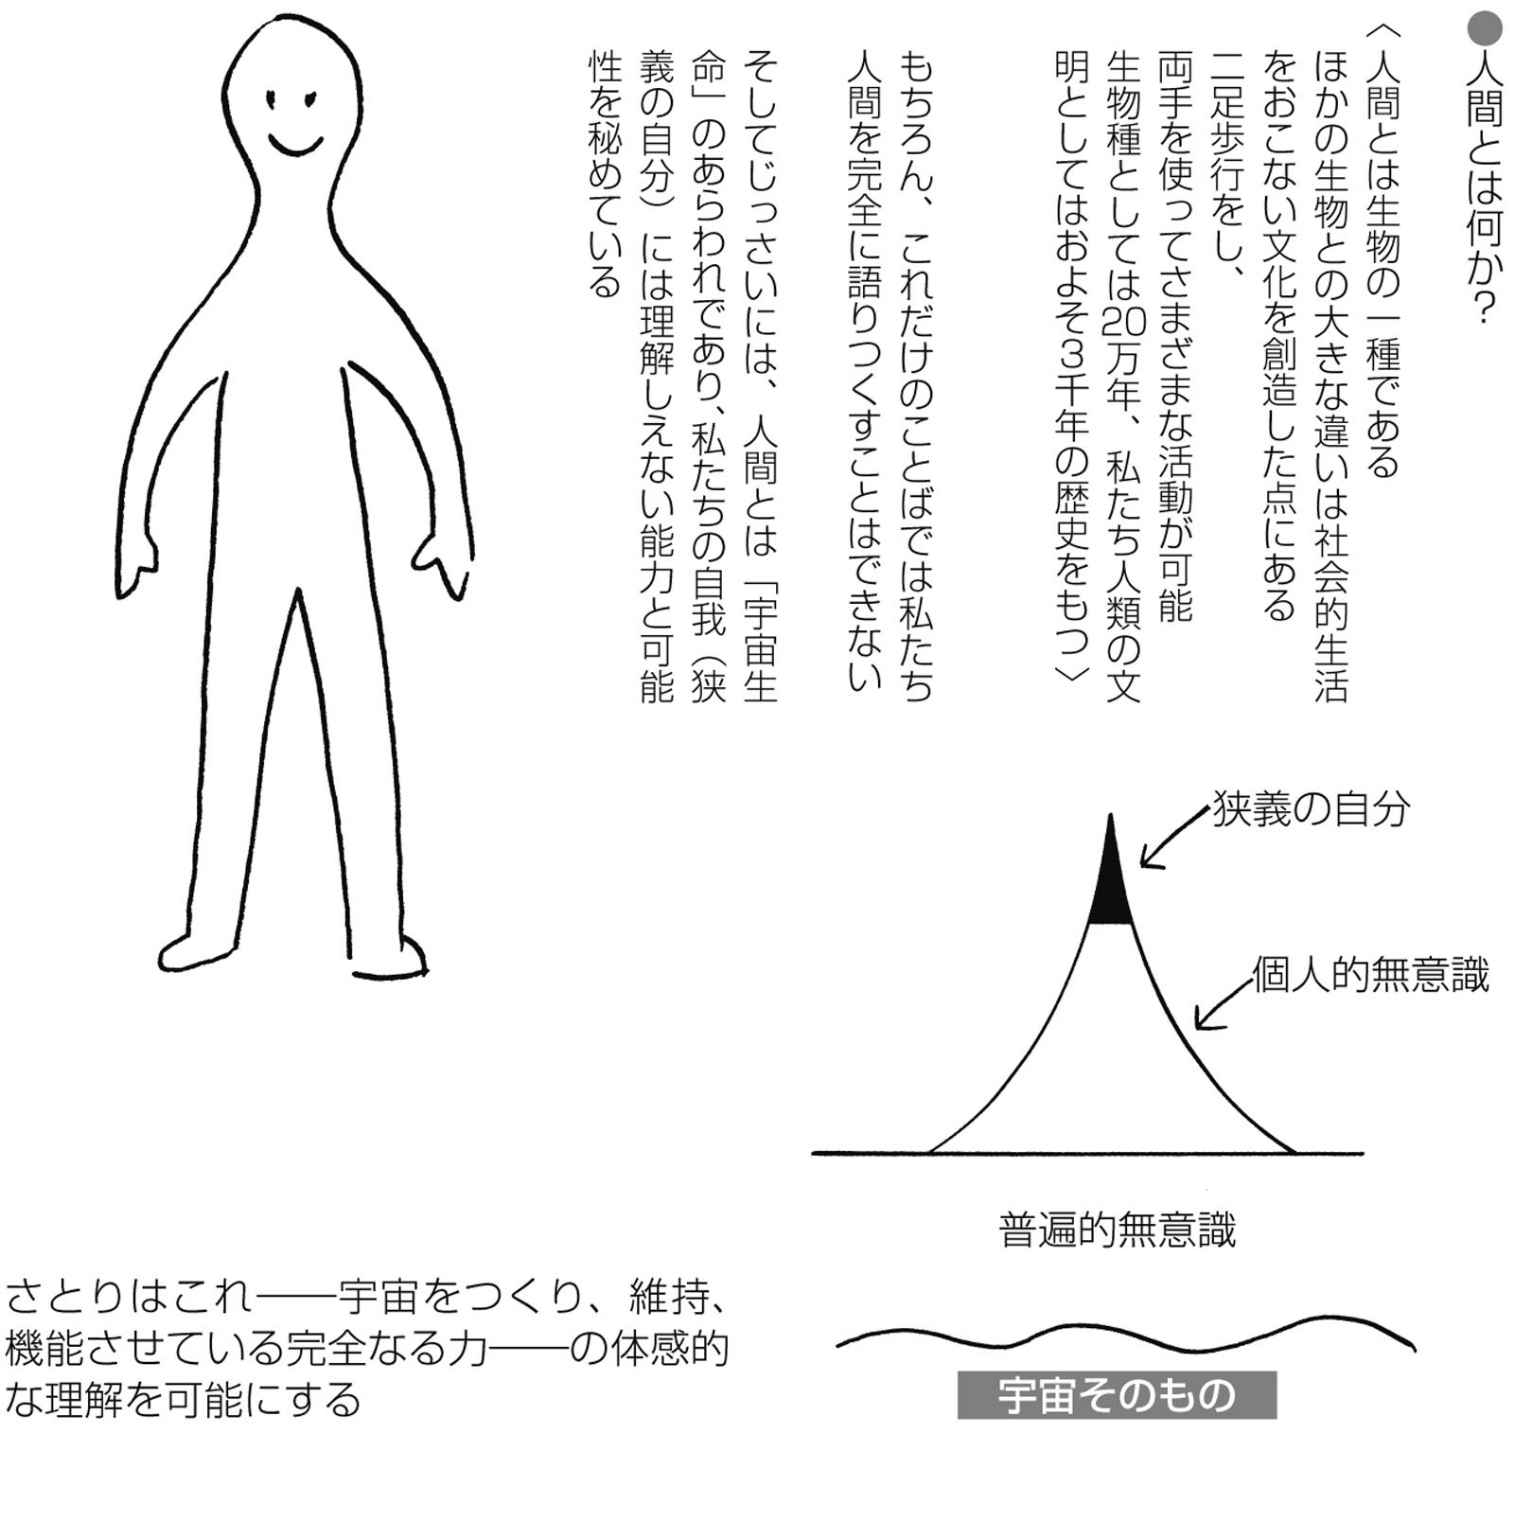 ●人間とは何か？
〈人間とは生物の一種である
ほかの生物との大きな違いは社会的生活
をおこない文化を創造した点にある
二足歩行をし、
両手を使ってさまざまな活動が可能
生物種としては20万年、私たち人類の文
明としてはおよそ3千年の歴史をもつ〉
もちろん、これだけのことばでは私たち
人間を完全に語りつくすことはできない
そしてじっさいには、人間とは「宇宙生
命」のあらわれであり、私たちの自我（狭
義の自分）には理解しえない能力と可能
性を秘めている
狭義の自分
個人的無意識
普遍的無意識
宇宙そのもの
さとりはこれ――宇宙をつくり、維持、
機能させている完全なる力――の体感的
な理解を可能にする